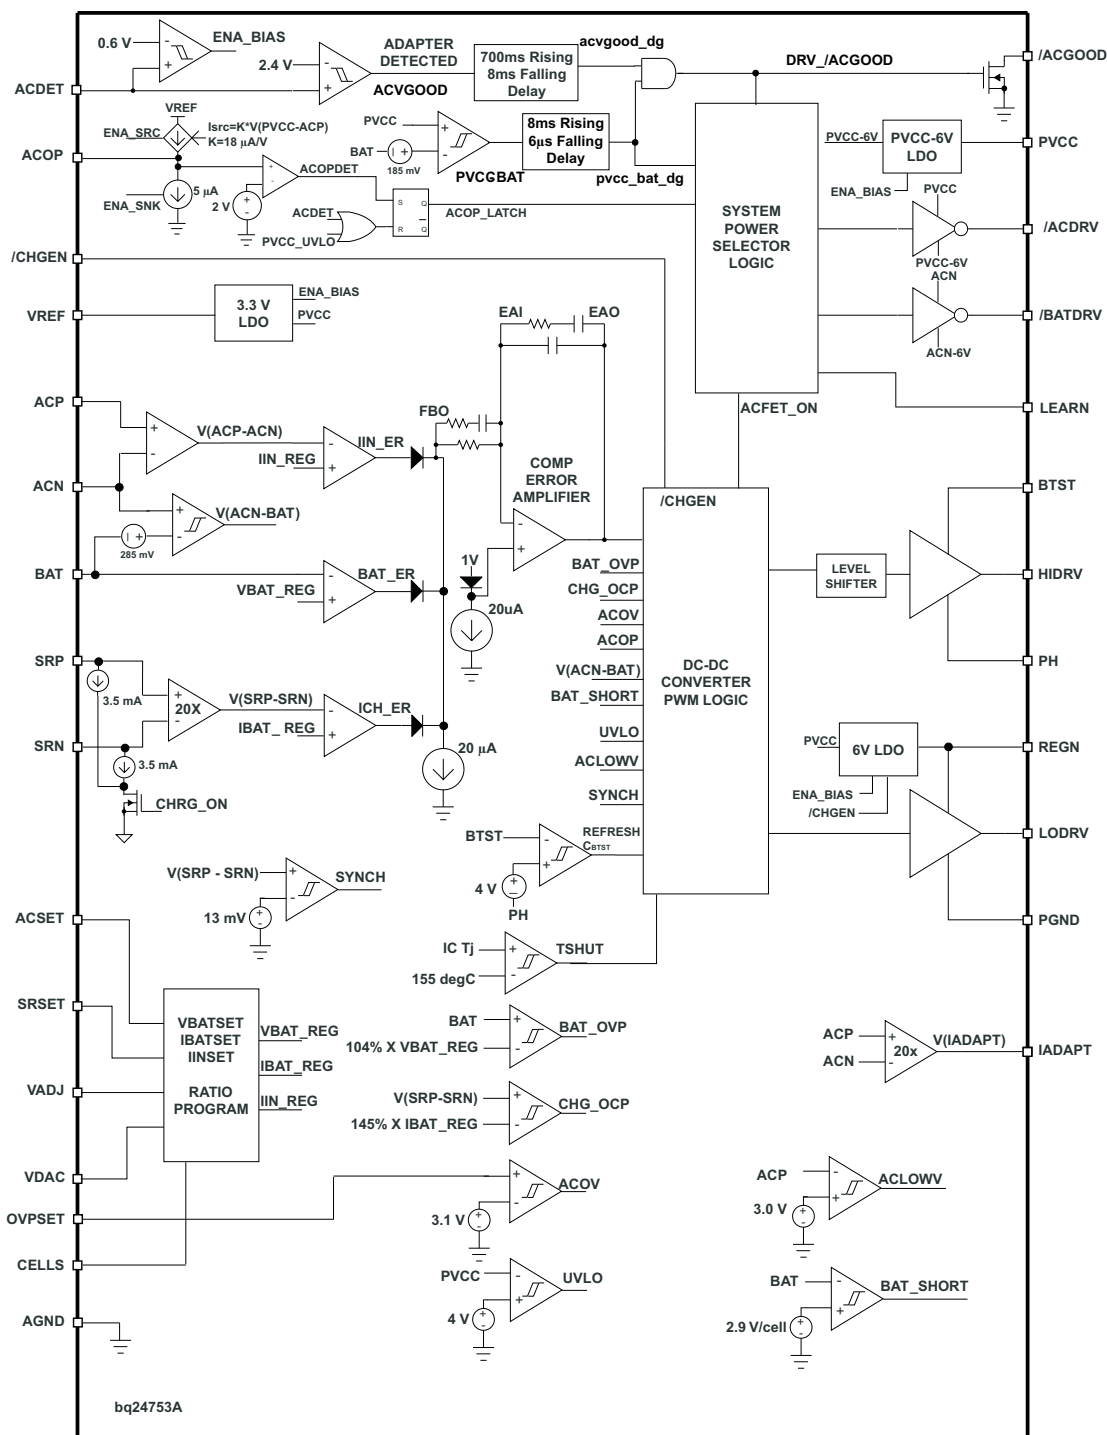 0.6 V
ENA_BIAS
2.4 V
ADAPTER
DETECTED
ACVGOOD
700ms Rising
8ms Falling
Delay
acvgood_dg
DRV_/ACGOOD
/ACGOOD
ACDET
VREF
ENA_SRC
Isrc=K*V(PVCC-ACP)
K=18 µA/V
ACOP
ENA_SNK
5 µA
2 V
+
-
ACOPDET
PVCC
BAT
185 mV
PVCGBAT
8ms Rising
6µs Falling
Delay
pvcc_bat_dg
ACDET
PVCC_UVLO
S
Q
R
Q
ACOP_LATCH
SYSTEM
POWER
SELECTOR
LOGIC
PVCC-6V
PVCC-6V
LDO
ENA_BIAS
PVCC
PVCC
/ACDRV
PVCC-6V
ACN
/BATDRV
ACN-6V
LEARN
ACFET_ON
/CHGEN
VREF
3.3 V
LDO
ENA_BIAS
PVCC
EAI
EAO
ACP
V(ACP-ACN)
IIN_REG
IIN_ER
FBO
COMP
ERROR
AMPLIFIER
ACN
V(ACN-BAT)
285 mV
BAT
VBAT_REG
BAT_ER
1V
20uA
/CHGEN
BAT_OVP
CHG_OCP
ACOV
ACOP
V(ACN-BAT)
BAT_SHORT
UVLO
ACLOWV
SYNCH
DC-DC
CONVERTER
PWM LOGIC
LEVEL
SHIFTER
BTST
HIDRV
PH
SRP
3.5 mA
20X
V(SRP-SRN)
IBAT_ REG
ICH_ER
SRN
3.5 mA
20 µA
CHRG_ON
PVCC
6V LDO
REGN
ENA_BIAS
/CHGEN
LODRV
PGND
BTST
REFRESH
CBTST
4 V
PH
V(SRP - SRN)
SYNCH
13 mV
IC Tj
155 degC
TSHUT
ACSET
SRSET
VADJ
VDAC
OVPSET
CELLS
AGND
VBATSET
IBATSET
IINSET
RATIO
PROGRAM
VBAT_REG
IBAT_REG
IIN_REG
BAT
104% X VBAT_REG
BAT_OVP
V(SRP-SRN)
145% X IBAT_REG
CHG_OCP
ACOV
3.1 V
PVCC
UVLO
4 V
ACP
ACN
20x
V(IADAPT)
IADAPT
ACP
ACLOWV
3.0 V
BAT
BAT_SHORT
2.9 V/cell
bq24753A